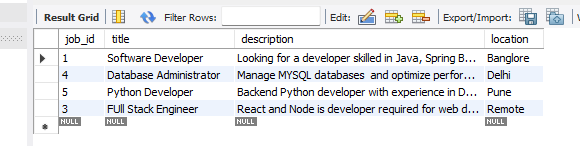 Result Grid Filter Rows: Edit: Export/Import:
job_id title description location
1 Software Developer Looking for a developer skilled in Java, Spring B... Banglore
4 Database Administrator Manage MYSQL databases and optimize perfor... Delhi
5 Python Developer Backend Python developer with experience in D... Pune
3 FUll Stack Engineer React and Node is developer required for web d... Remote
NULL NULL NULL NULL